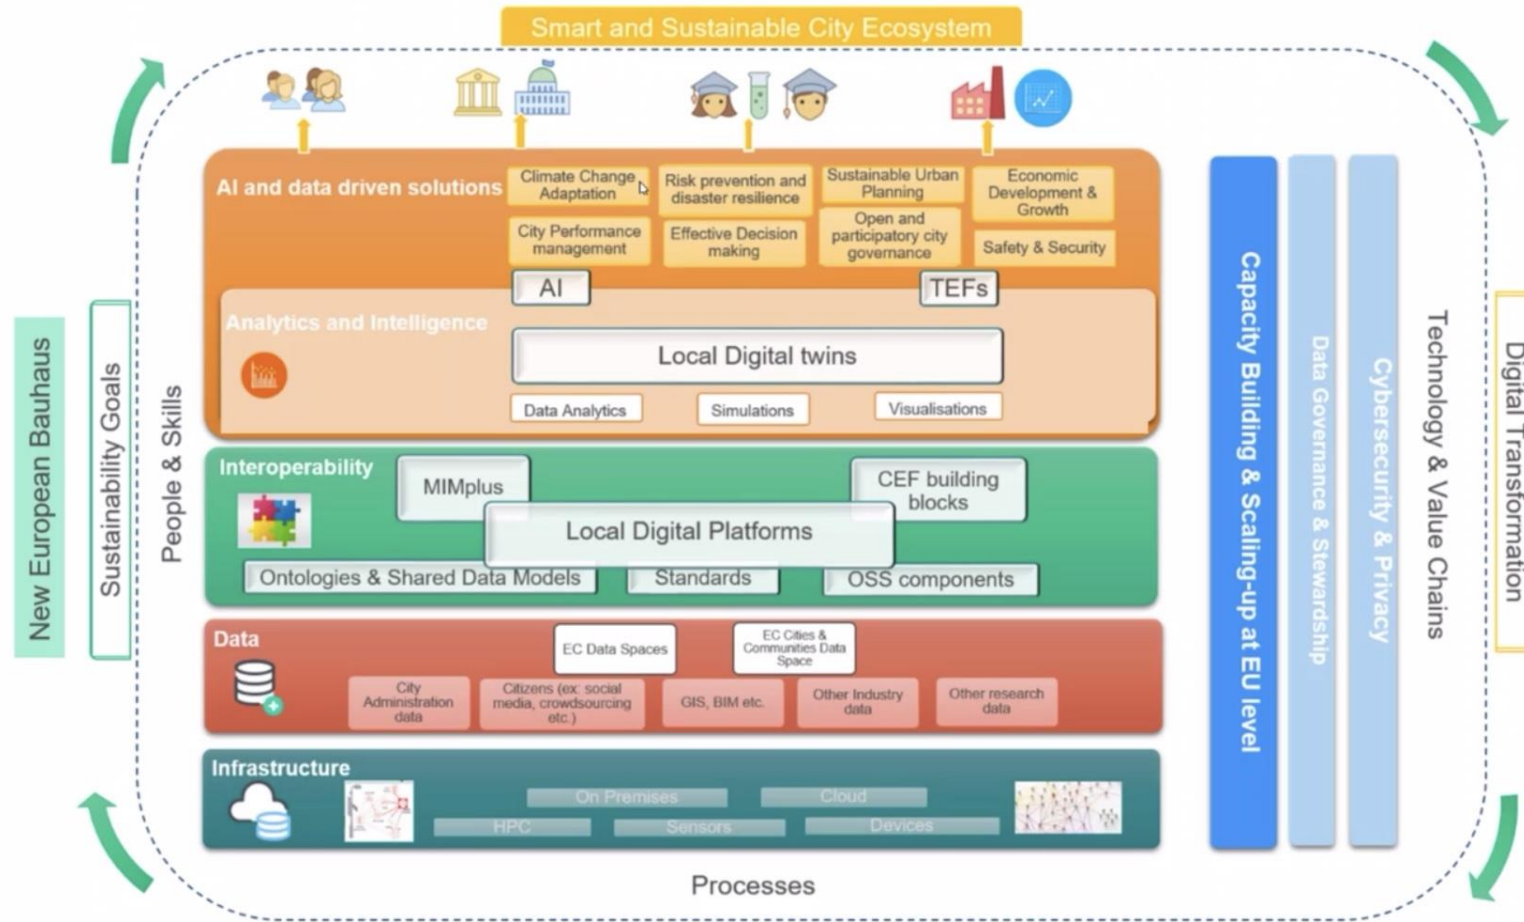 Smart and Sustainable City Ecosystem
AI and data driven solutions
Climate Change
Adaptation
Risk prevention and
disaster resilience
Sustainable Urban
Planning
Economic
Development &
Growth
City Performance
management
Effective Decision
making
Open and
participatory city
governance
Safety & Security
AI
TEFs
Analytics and Intelligence
Local Digital twins
Data Analytics
Simulations
Visualisations
Interoperability
MIMplus
CEF building
blocks
Local Digital Platforms
Ontologies & Shared Data Models
Standards
OSS components
Data
EC Data Spaces
EC Cities &
Communities Data
Space
City
Administration
data
Citizens (ex: social
media, crowdsourcing
etc.)
GIS, BIM etc.
Other Industry
data
Other research
data
Infrastructure
On Premises
Cloud
HPC
Sensors
Devices
Processes
New European Bauhaus
Sustainability Goals
People & Skills
Capacity Building & Scaling-up at EU level
Data Governance & Stewardship
Cybersecurity & Privacy
Technology & Value Chains
Digital Transformation